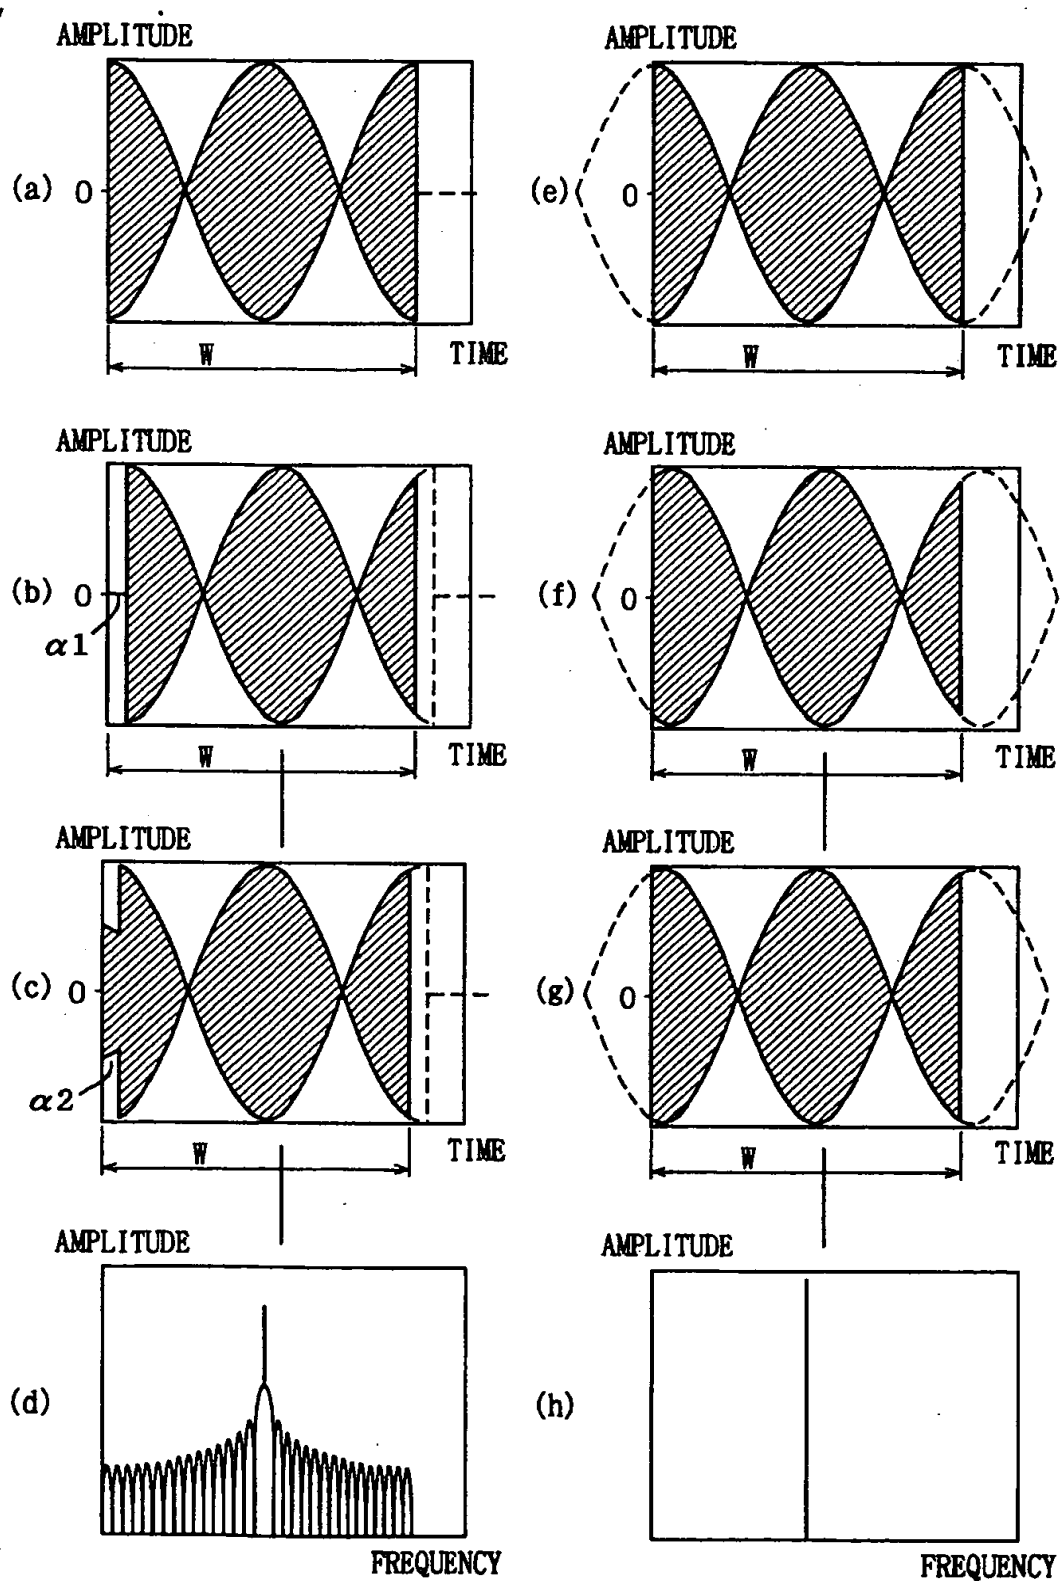 AMPLITUDE
(a) 0
W
TIME
AMPLITUDE
(b) 0
α1
W
TIME
AMPLITUDE
(c) 0
α2
W
TIME
AMPLITUDE
(d)
FREQUENCY
AMPLITUDE
(e) 0
W
TIME
AMPLITUDE
(f) 0
W
TIME
AMPLITUDE
(g) 0
W
TIME
AMPLITUDE
(h)
FREQUENCY